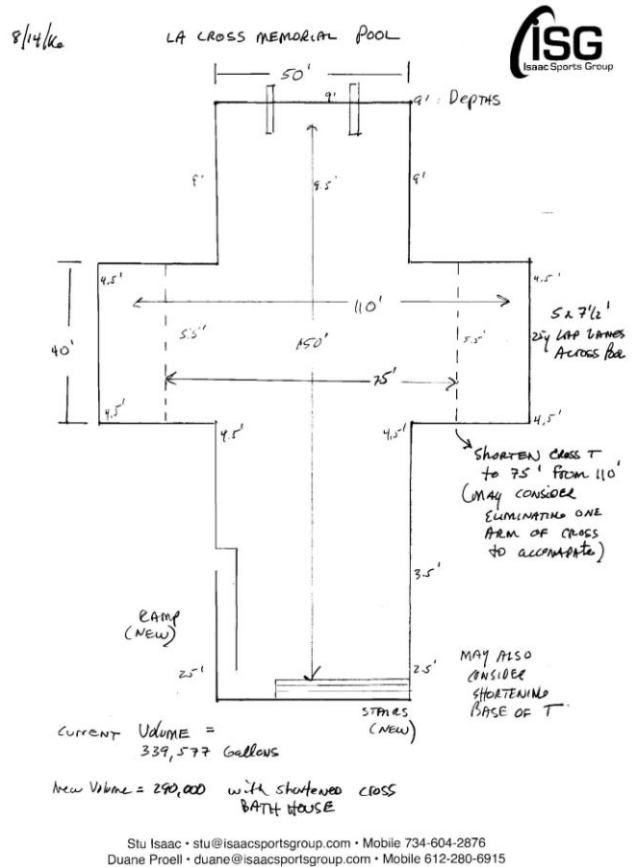 8/14/16
LA CROSS MEMORIAL POOL
ISG
Isaac Sports Group
50'
9'
9' : DEPTHS
9'
9.5'
9'
4.5'
4.5'
110'
40'
5.5'
150'
5.5'
5 x 7 1/2'
25y LAP LANES
ACROSS POOL
75'
4.5'
4.5'
4.5'
4.5'
SHORTEN CROSS T
to 75' FROM 110'
(MAY CONSIDER
ELIMINATING ONE
ARM OF CROSS
to accomapate)
3.5'
RAMP
(NEW)
2.5'
2.5'
MAY ALSO
CONSIDER
SHORTENING
BASE OF T
STAIRS
(NEW)
CURRENT VOLUME =
339,577 Gallons
New Volume = 290,000 with shortened cross
BATH HOUSE
Stu Isaac • stu@isaacsportsgroup.com • Mobile 734-604-2876
Duane Proell • duane@isaacsportsgroup.com • Mobile 612-280-6915